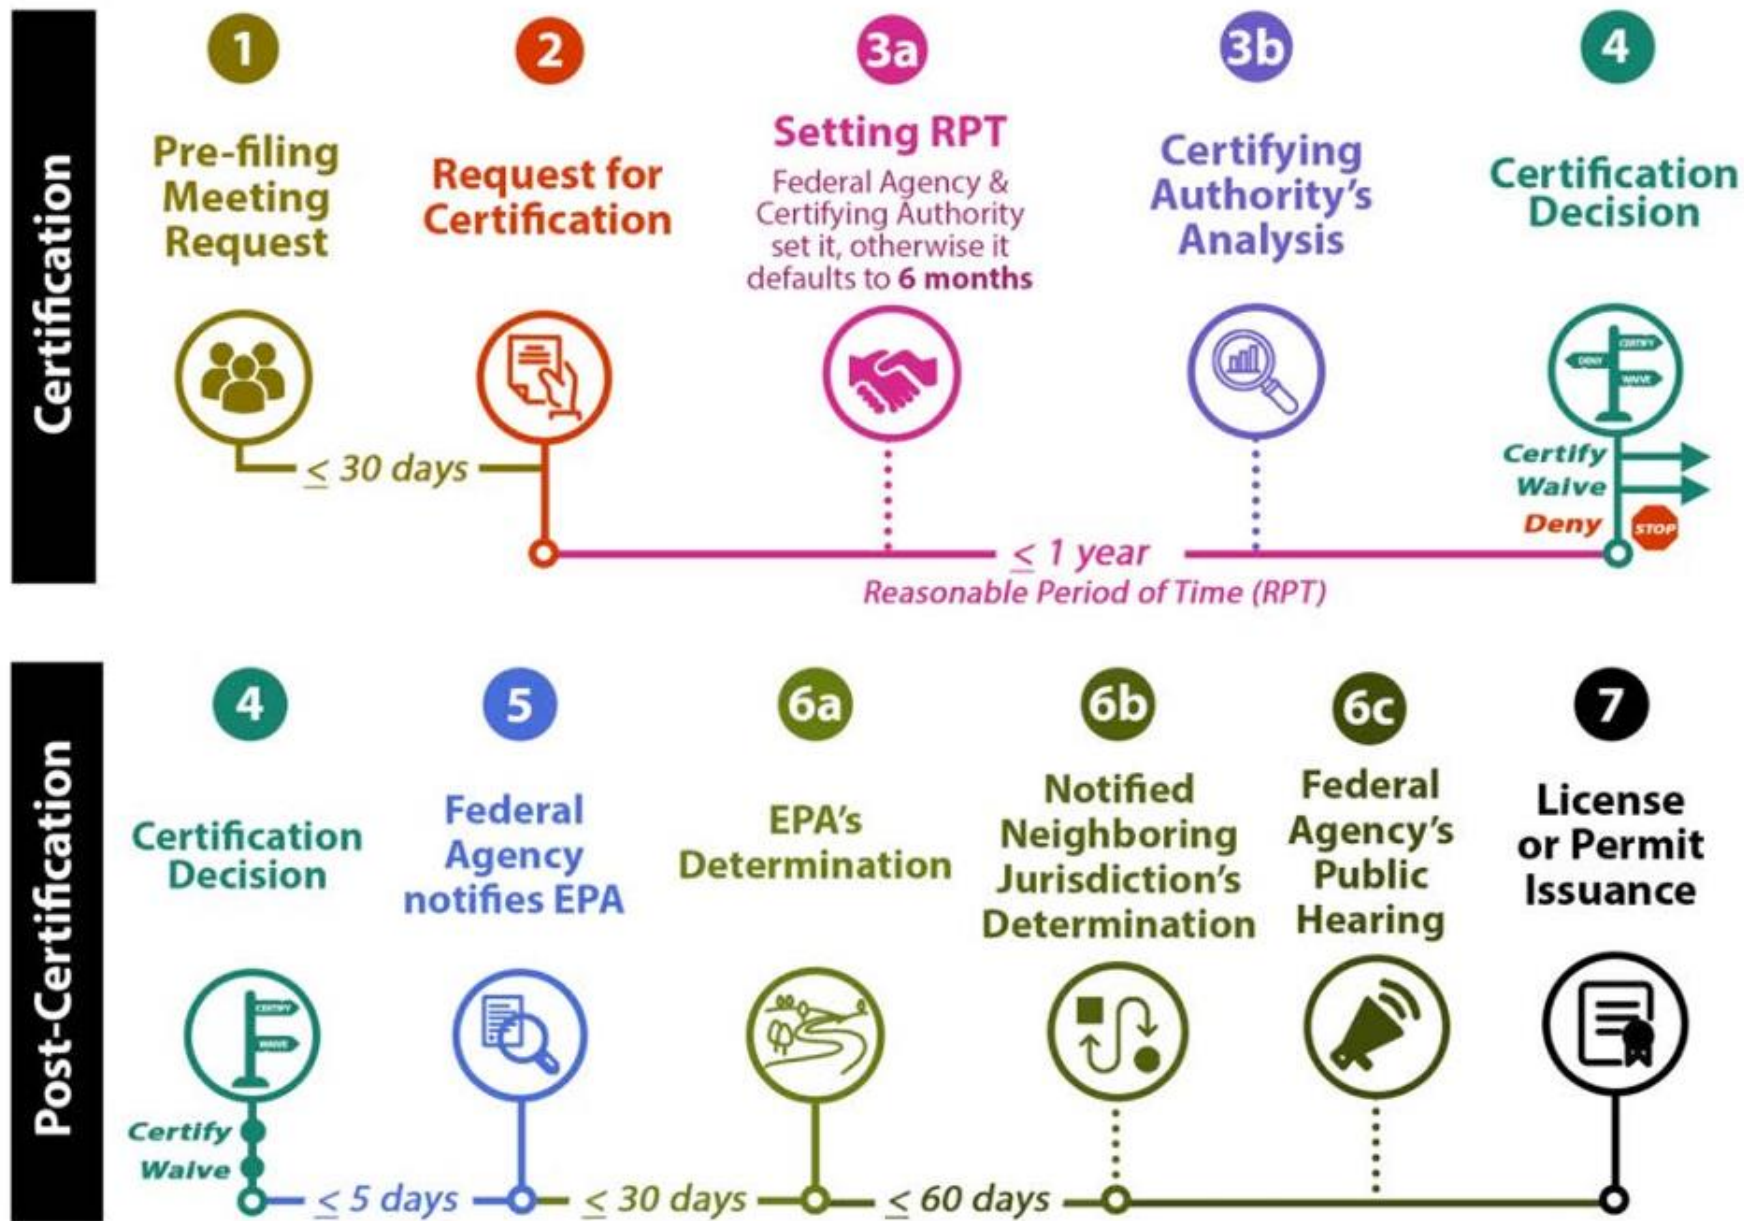 Certification
1
Pre-filing
Meeting
Request
2
Request for
Certification
3a
Setting RPT
Federal Agency &
Certifying Authority
set it, otherwise it
defaults to 6 months
3b
Certifying
Authority's
Analysis
4
Certification
Decision
CERTIFY
DENY
WAIVE
≤ 30 days
Certify
Waive
Deny
STOP
≤ 1 year
Reasonable Period of Time (RPT)
Post-Certification
4
Certification
Decision
CERTIFY
WAIVE
Certify
Waive
5
Federal
Agency
notifies EPA
6a
EPA's
Determination
6b
Notified
Neighboring
Jurisdiction's
Determination
6c
Federal
Agency's
Public
Hearing
7
License
or Permit
Issuance
≤ 5 days
≤ 30 days
≤ 60 days